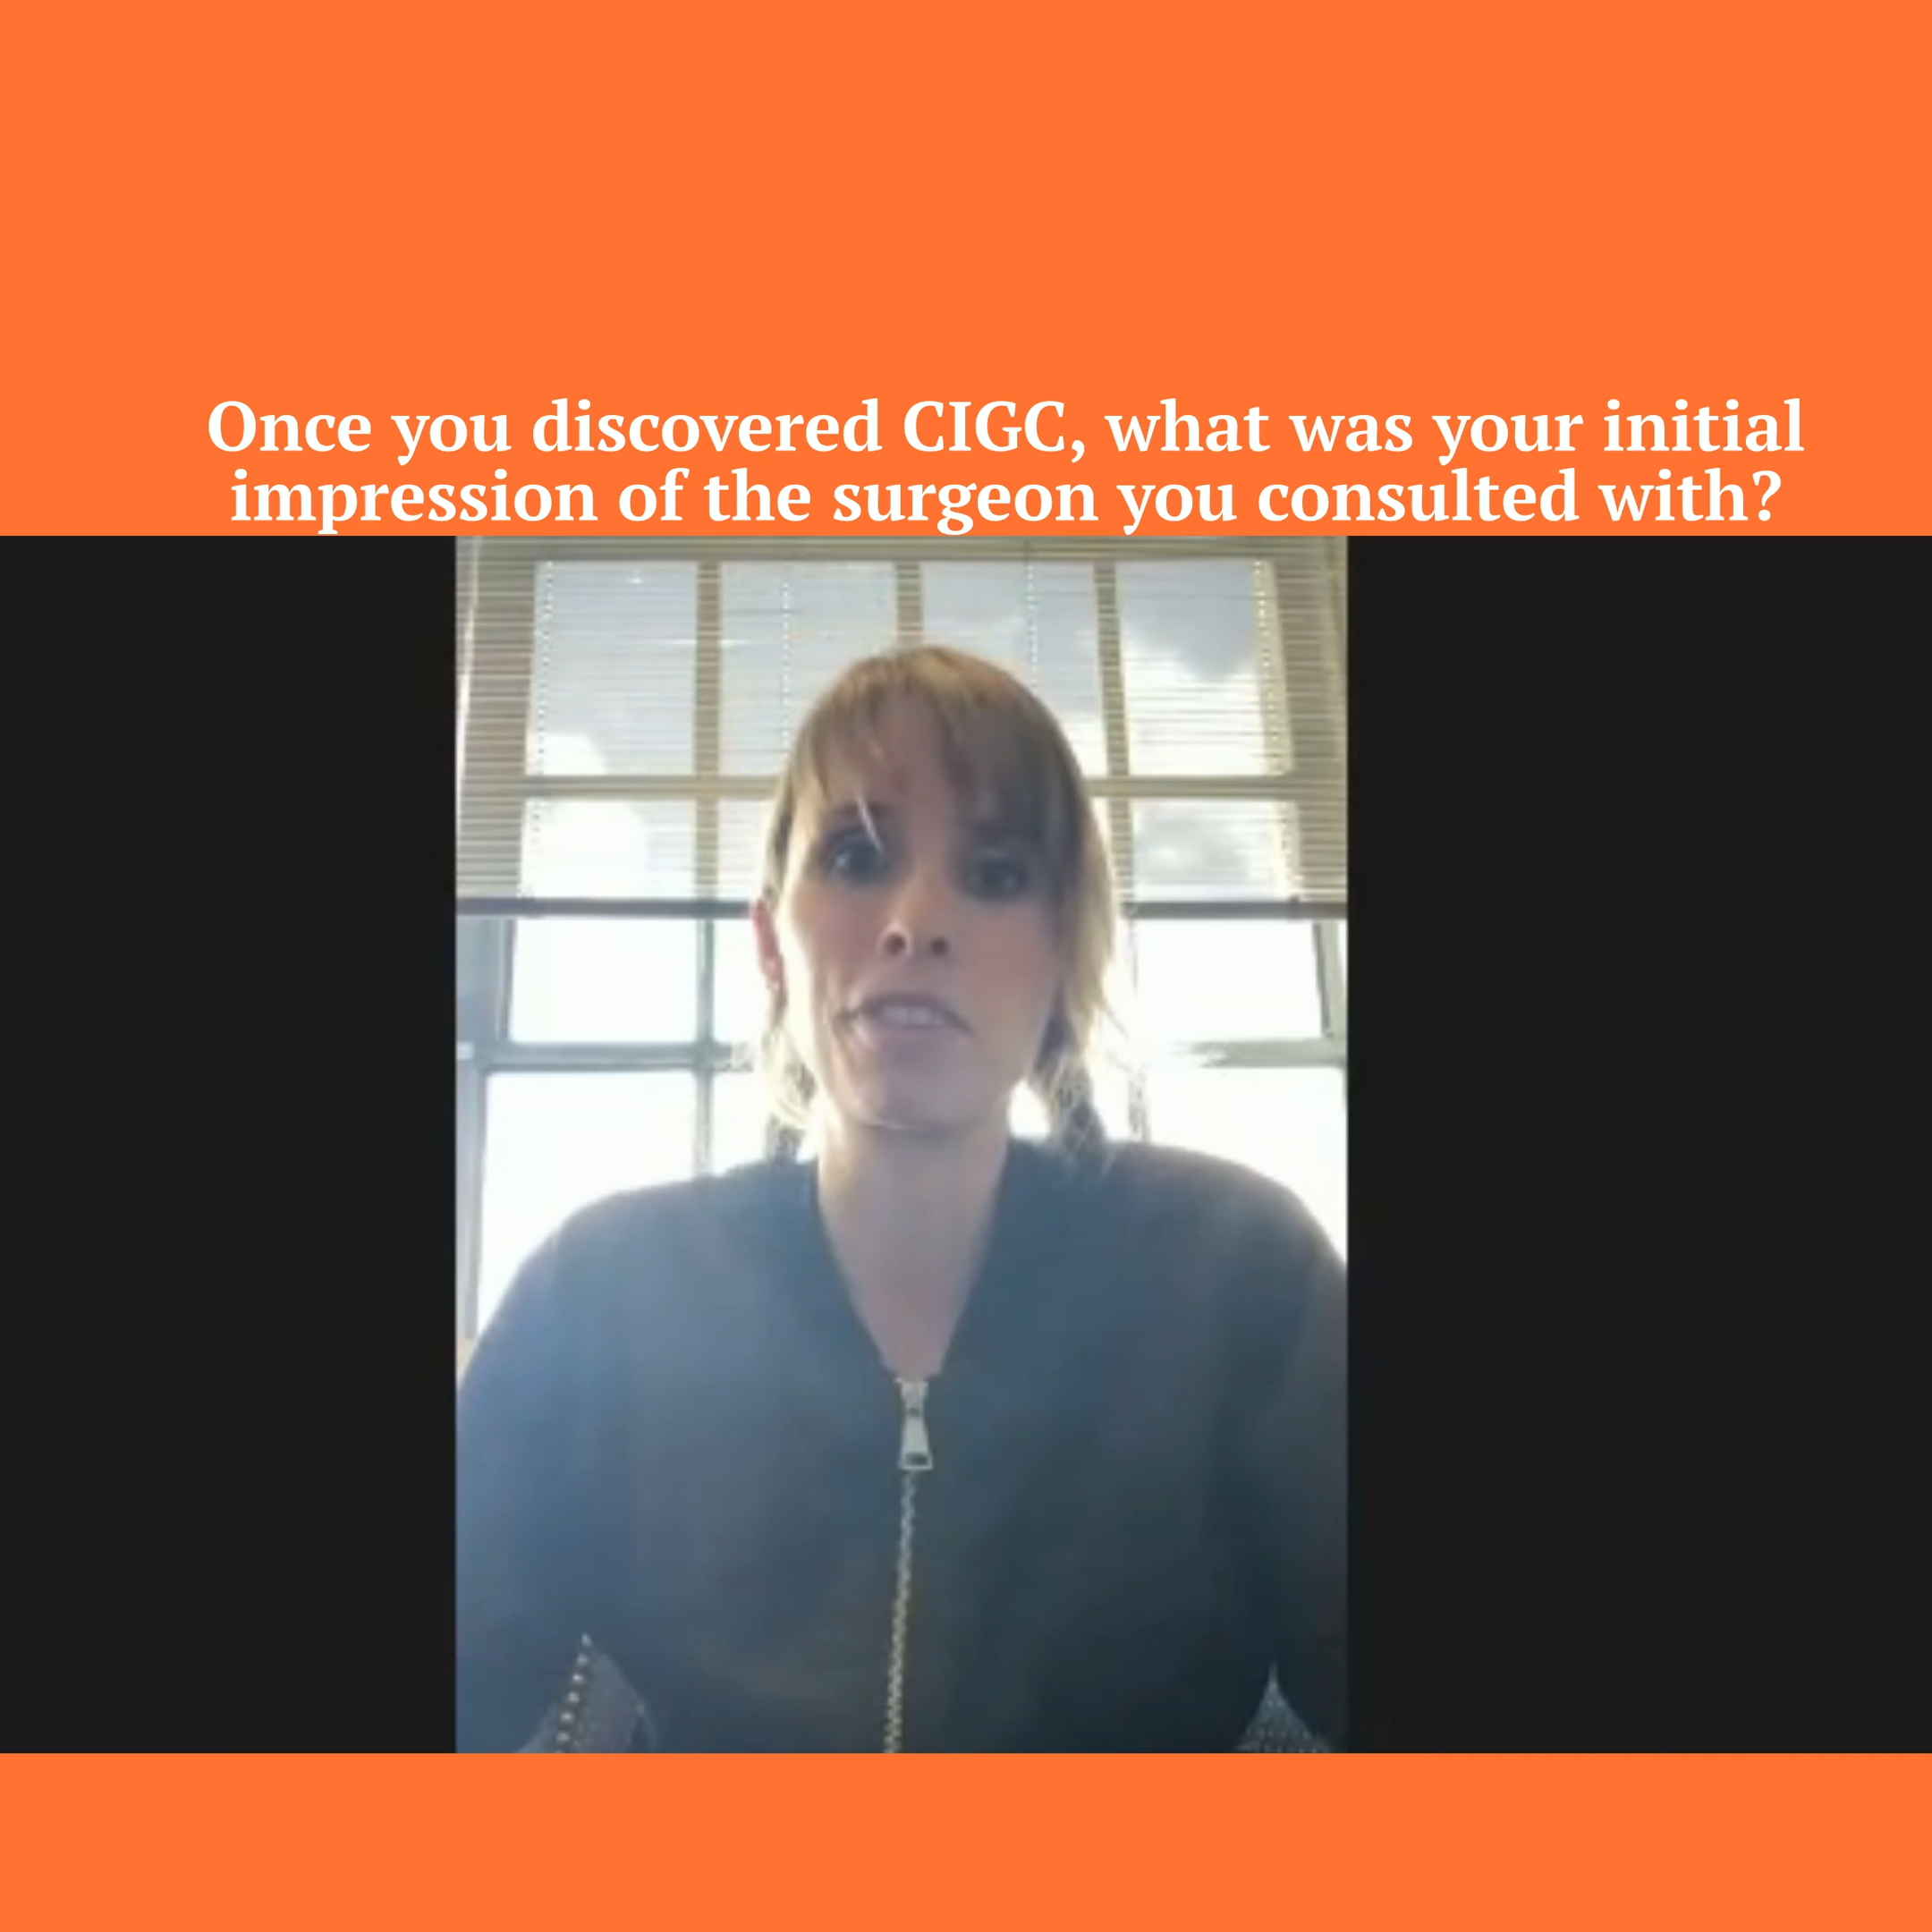 Once you discovered CIGC, what was your initial
impression of the surgeon you consulted with?